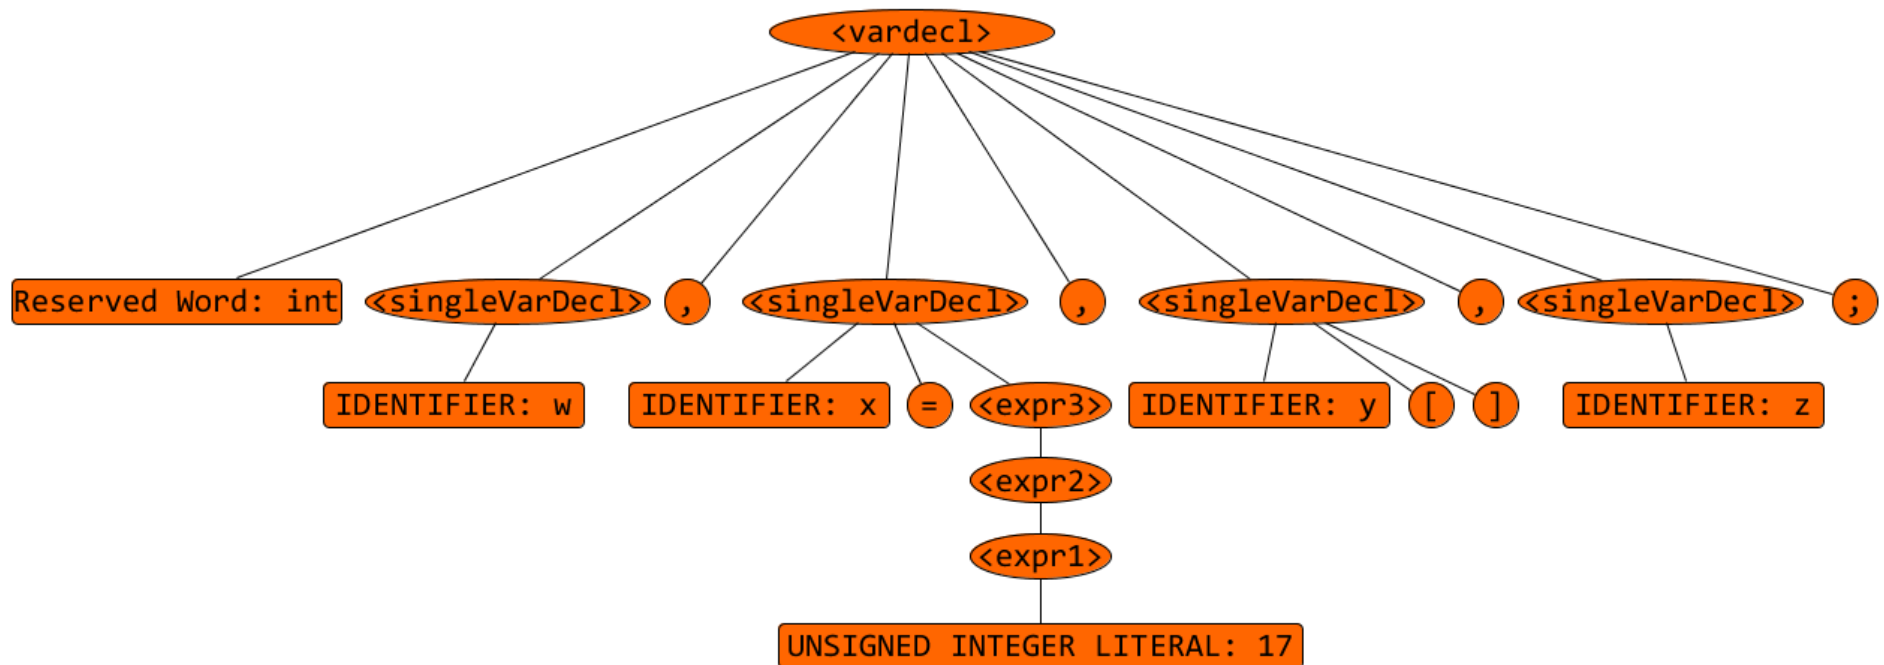 <vardecl>
Reserved Word: int <singleVarDecl> , <singleVarDecl> , <singleVarDecl> , <singleVarDecl> ;
IDENTIFIER: w IDENTIFIER: x = <expr3> IDENTIFIER: y [ ] IDENTIFIER: z
<expr2>
<expr1>
UNSIGNED INTEGER LITERAL: 17